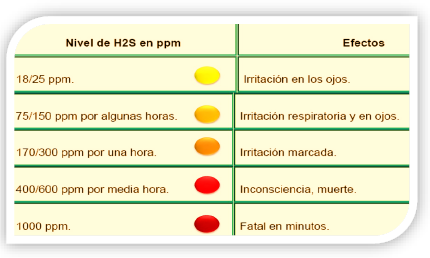 Nivel de H2S en ppm Efectos
18/25 ppm. Irritación en los ojos.
75/150 ppm por algunas horas. Irritación respiratoria y en ojos.
170/300 ppm por una hora. Irritación marcada.
400/600 ppm por media hora. Inconsciencia, muerte.
1000 ppm. Fatal en minutos.